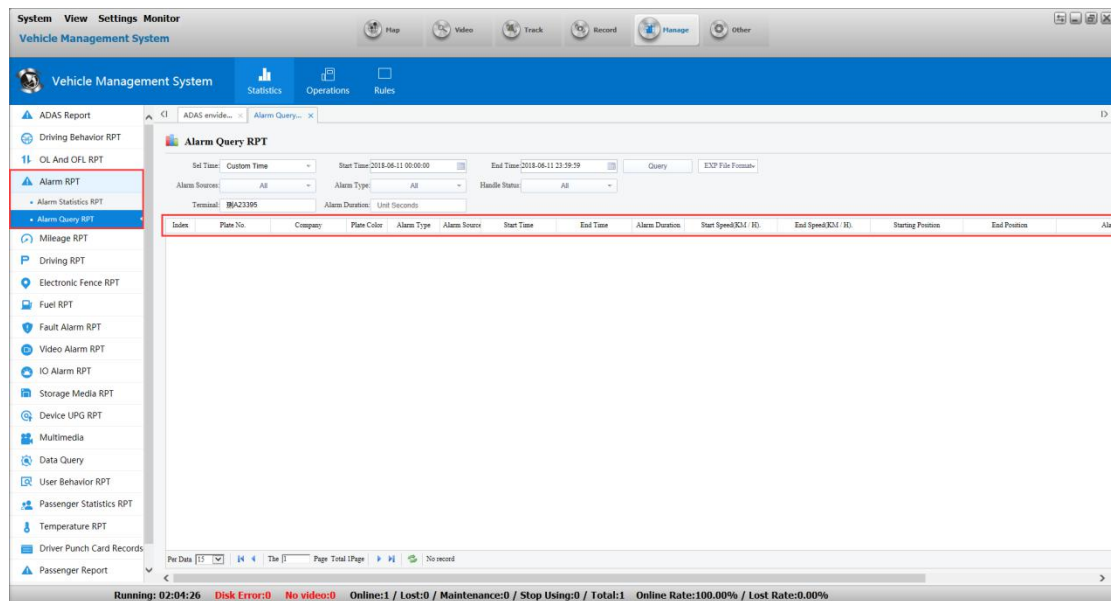 System View Settings Monitor
Vehicle Management System
Map Video Track Record Manage Other
Vehicle Management System
Statistics Operations Rules
ADAS Report
Driving Behavior RPT
OL And OFL RPT
Alarm RPT
Alarm Statistics RPT
Alarm Query RPT
Mileage RPT
Driving RPT
Electronic Fence RPT
Fuel RPT
Fault Alarm RPT
Video Alarm RPT
IO Alarm RPT
Storage Media RPT
Device UPG RPT
Multimedia
Data Query
User Behavior RPT
Passenger Statistics RPT
Temperature RPT
Driver Punch Card Records
Passenger Report
ADAS envide... × Alarm Query... ×
Alarm Query RPT
Sel Time: Custom Time Start Time: 2018-06-11 00:00:00 End Time: 2018-06-11 23:59:59 Query EXP File Format
Alarm Sources: All Alarm Type: All Handle Status: All
Terminal: A23395 Alarm Duration: Unit Seconds
Index Plate No. Company Plate Color Alarm Type Alarm Source Start Time End Time Alarm Duration Start Speed(KM / H). End Speed(KM / H). Starting Position End Position Ala
Per Data 15 The 1 Page Total 1Page No record
Running: 02:04:26 Disk Error:0 No video:0 Online:1 / Lost:0 / Maintenance:0 / Stop Using:0 / Total:1 Online Rate:100.00% / Lost Rate:0.00%